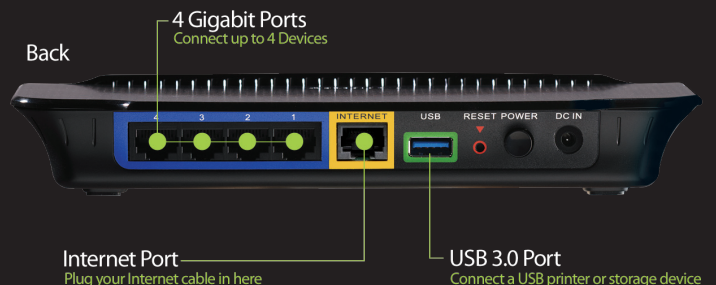 4 Gigabit Ports
Connect up to 4 Devices
Back
4 3 2 1 INTERNET USB RESET POWER DC IN
Internet Port
Plug your Internet cable in here
USB 3.0 Port
Connect a USB printer or storage device